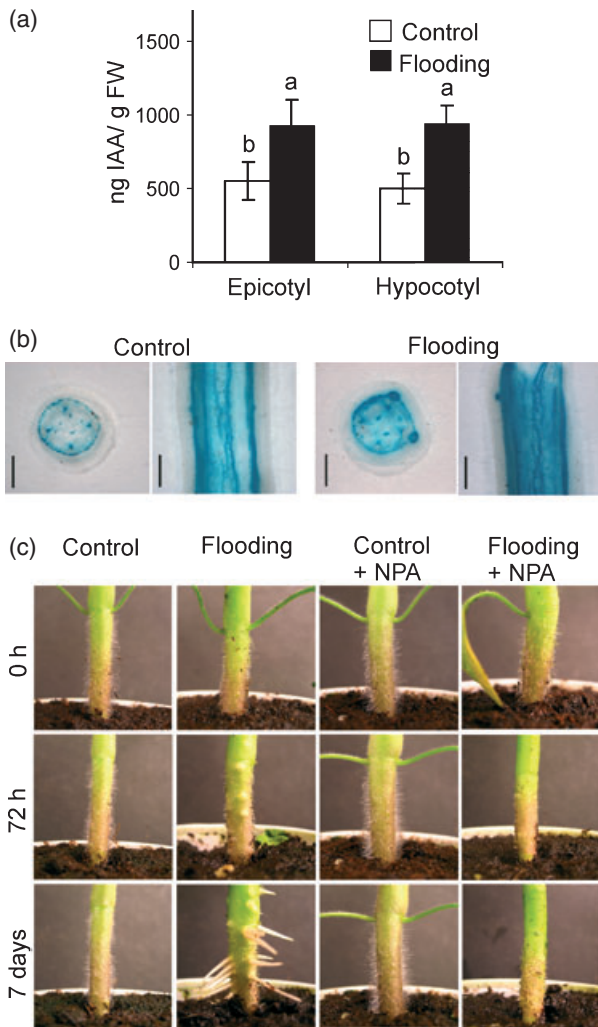 (a)
1500
1000
500
0
ng IAA/ g FW
Control
Flooding
b
a
b
a
Epicotyl
Hypocotyl
(b)
Control
Flooding
(c)
Control
Flooding
Control
+ NPA
Flooding
+ NPA
0 h
72 h
7 days